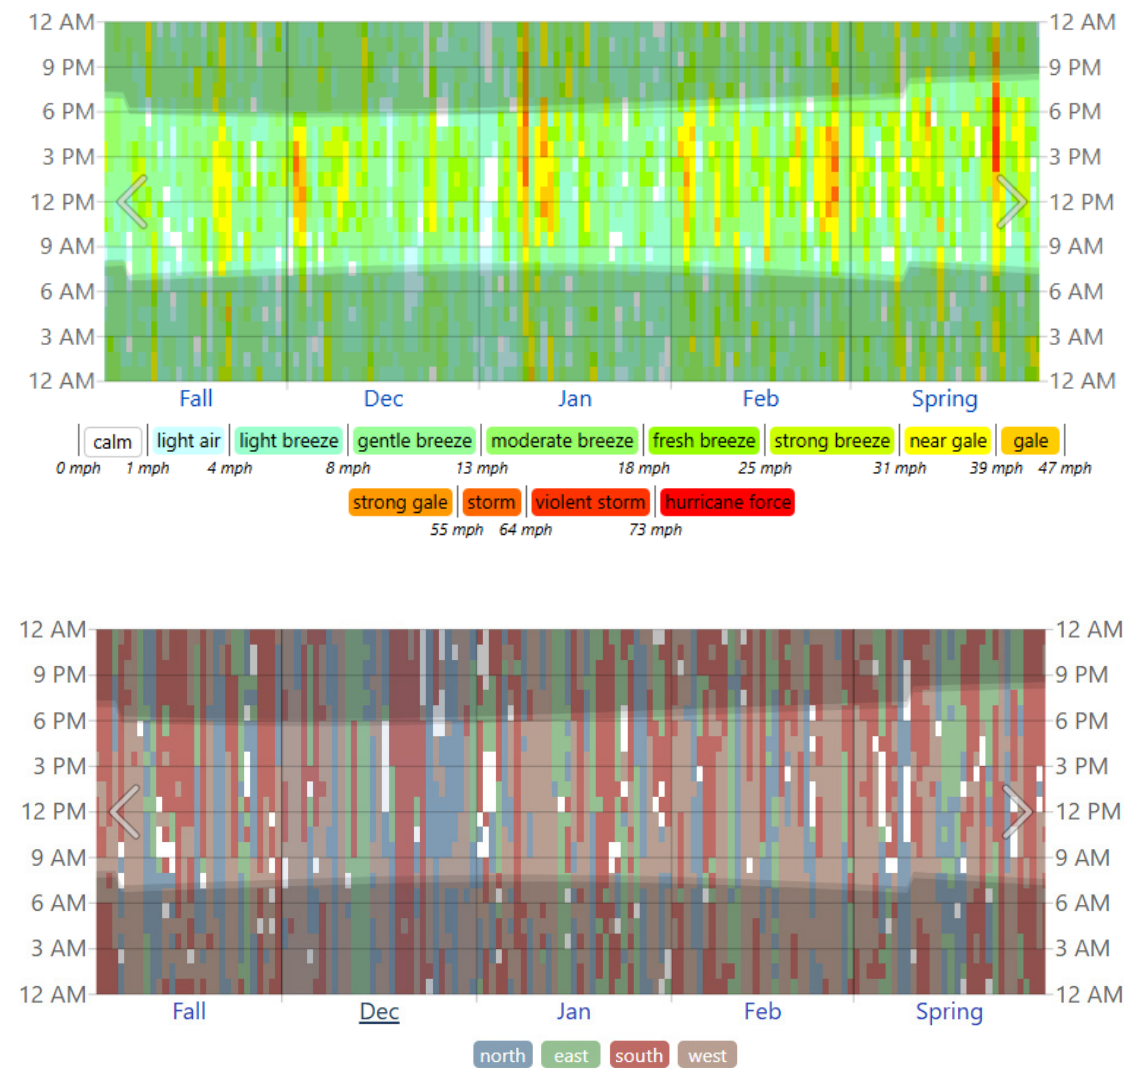 12 AM 12 AM
9 PM 9 PM
6 PM 6 PM
3 PM 3 PM
12 PM 12 PM
9 AM 9 AM
6 AM 6 AM
3 AM 3 AM
12 AM 12 AM
Fall Dec Jan Feb Spring
calm light air light breeze gentle breeze moderate breeze fresh breeze strong breeze near gale gale
0 mph 1 mph 4 mph 8 mph 13 mph 18 mph 25 mph 31 mph 39 mph 47 mph
strong gale storm violent storm hurricane force
55 mph 64 mph 73 mph
12 AM 12 AM
9 PM 9 PM
6 PM 6 PM
3 PM 3 PM
12 PM 12 PM
9 AM 9 AM
6 AM 6 AM
3 AM 3 AM
12 AM 12 AM
Fall Dec Jan Feb Spring
north east south west